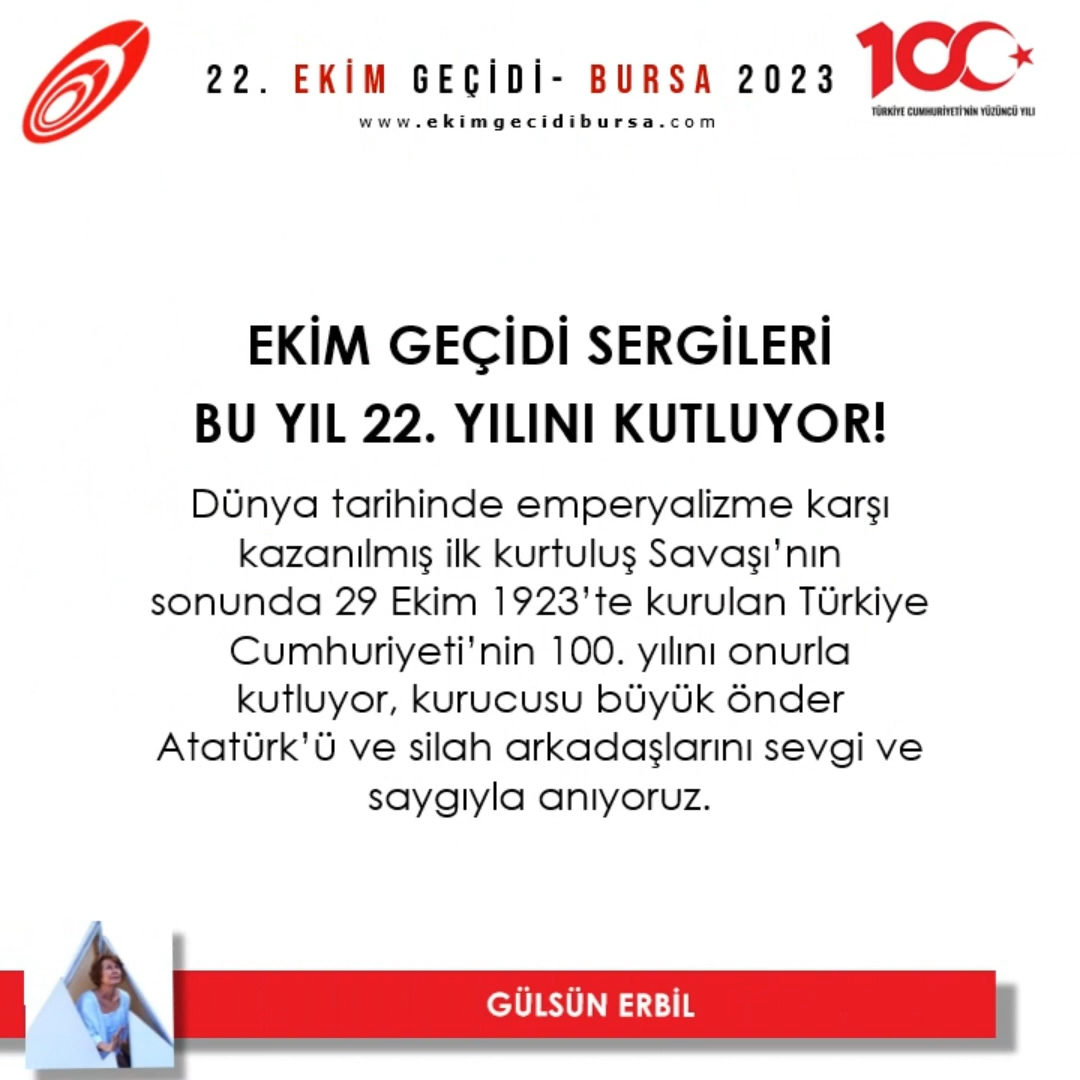 22. EKİM GEÇİDİ- BURSA 2023
www.ekimgecidibursa.com
100
TÜRKİYE CUMHURİYETİ'NİN YÜZÜNCÜ YILI
EKİM GEÇİDİ SERGİLERİ
BU YIL 22. YILINI KUTLUYOR!
Dünya tarihinde emperyalizme karşı
kazanılmış ilk kurtuluş Savaşı’nın
sonunda 29 Ekim 1923’te kurulan Türkiye
Cumhuriyeti’nin 100. yılını onurla
kutluyor, kurucusu büyük önder
Atatürk’ü ve silah arkadaşlarını sevgi ve
saygıyla anıyoruz.
GÜLSÜN ERBİL